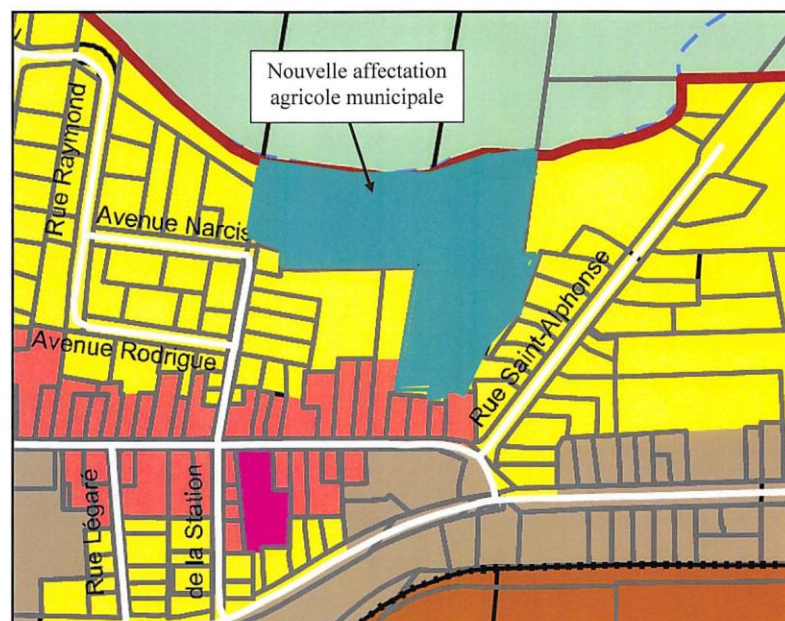 Nouvelle affectation
agricole municipale
Rue Raymond
Avenue Narcis
Avenue Rodrigue
Rue Saint-Alphonse
Rue Légaré
de la Station